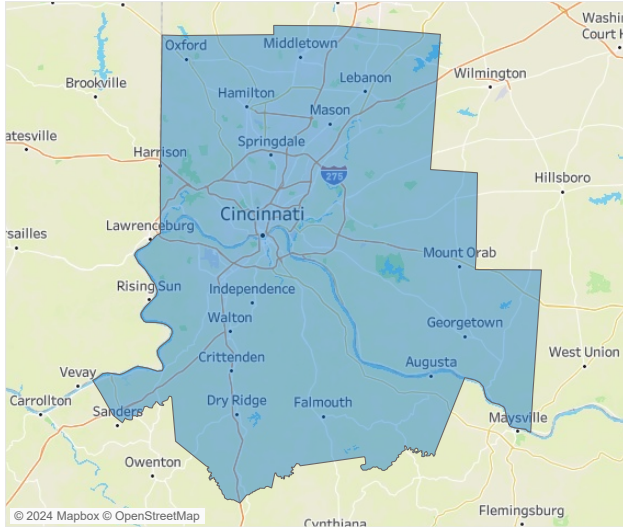 Washi
Court H
Oxford
Middletown
Lebanon
Wilmington
Brookville
Hamilton
Mason
atesville
Springdale
Harrison
275
Hillsboro
Cincinnati
Lawrenceburg
rsailles
Mount Orab
Rising Sun
Independence
Walton
Georgetown
West Union
Crittenden
Augusta
Vevay
Carrollton
Dry Ridge
Falmouth
Sanders
Maysville
Owenton
Flemingsburg
© 2024 Mapbox © OpenStreetMap
Cynthiana